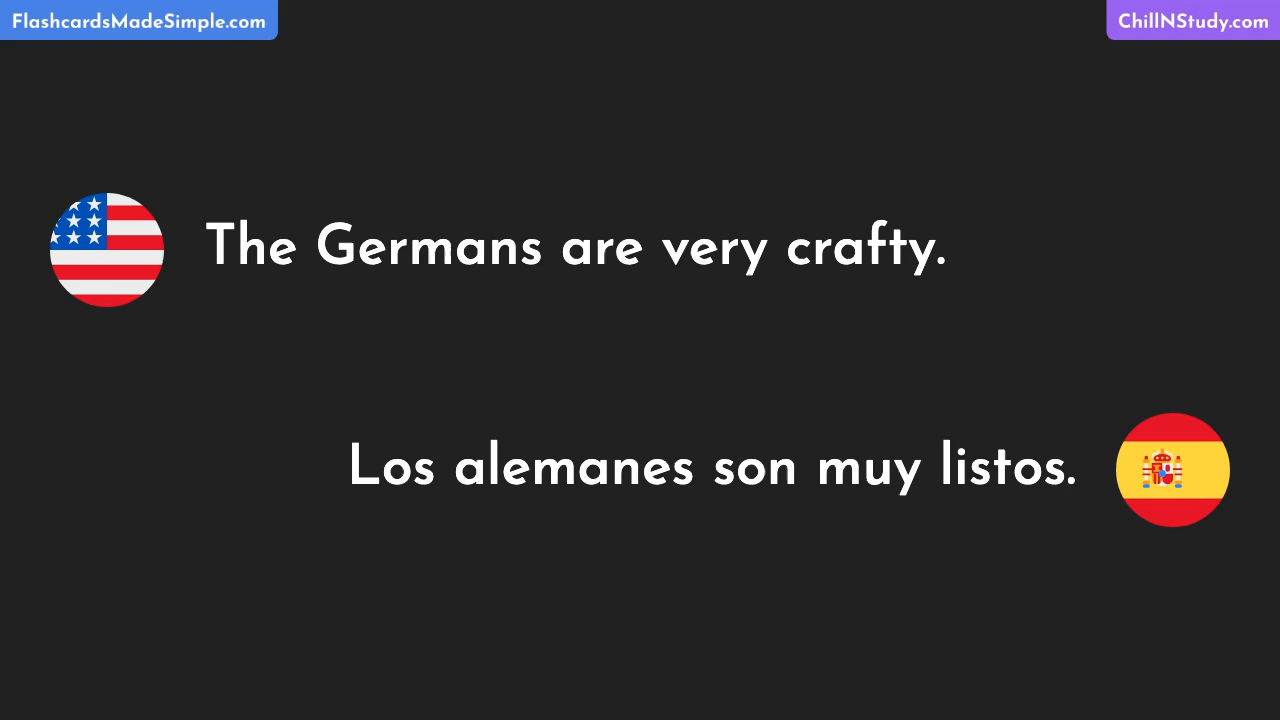 FlashcardsMadeSimple.com
ChillNStudy.com
The Germans are very crafty.
Los alemanes son muy listos.